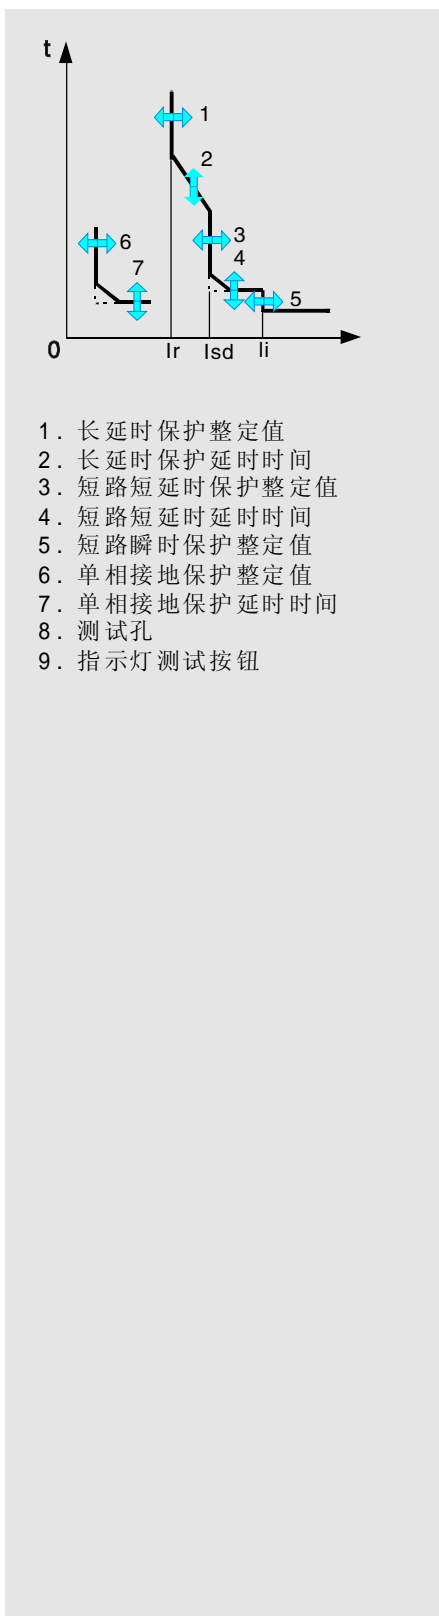 t
1
2
3
4
5
6
7
0
Ir
Isd
Ii
1. 长延时保护整定值
2. 长延时保护延时时间
3. 短路短延时保护整定值
4. 短路短延时延时时间
5. 短路瞬时保护整定值
6. 单相接地保护整定值
7. 单相接地保护延时时间
8. 测试孔
9. 指示灯测试按钮